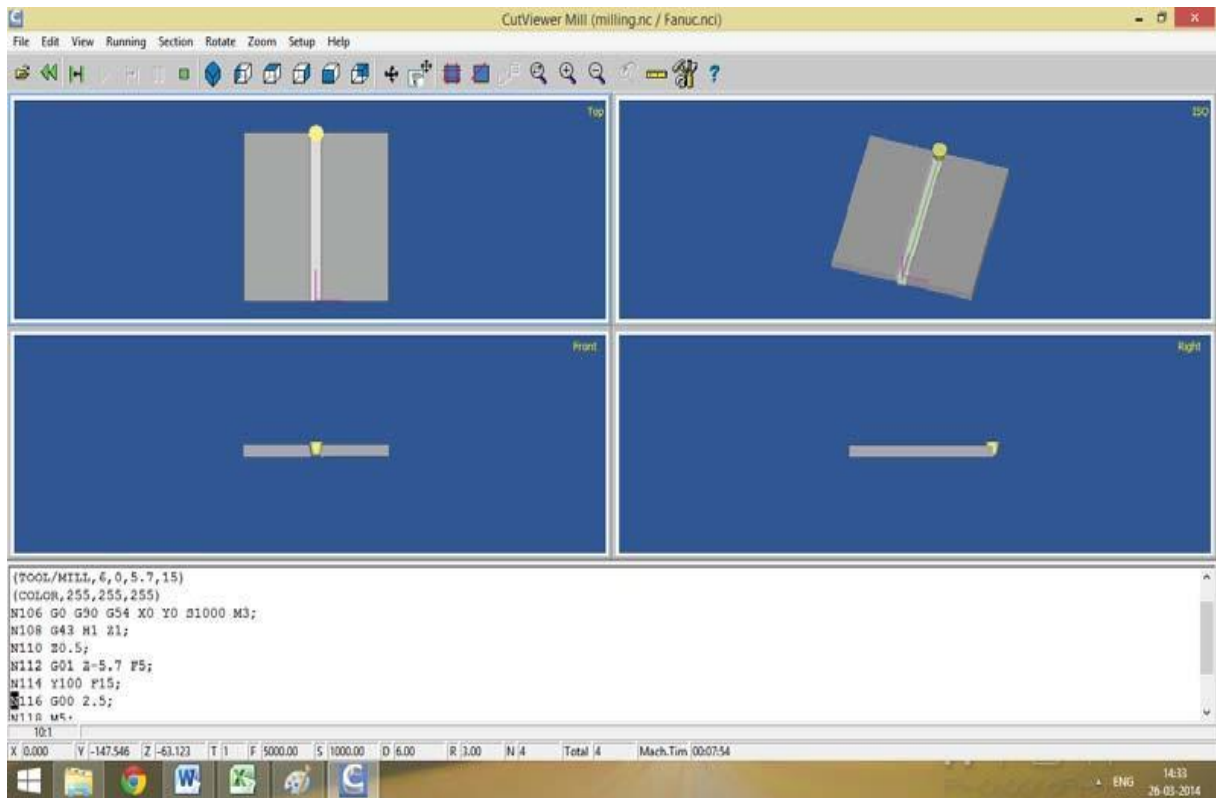 CutViewer Mill (milling.nc / Fanuc.nci)
File Edit View Running Section Rotate Zoom Setup Help
Top
ISO
Front
Right
(TOOL/MILL,6,0,5.7,15)
(COLOR,255,255,255)
N106 G0 G90 G54 X0 Y0 S1000 M3;
N108 G43 H1 Z1;
N110 Z0.5;
N112 G01 Z-5.7 F5;
N114 Y100 F15;
N116 G00 2.5;
N118 M5;
10:1
X 0.000 Y -147.546 Z -63.123 T 1 F 5000.00 S 1000.00 D 6.00 R 3.00 N 4 Total 4 Mach.Tim 00:07:54
ENG
14:33
26-03-2014